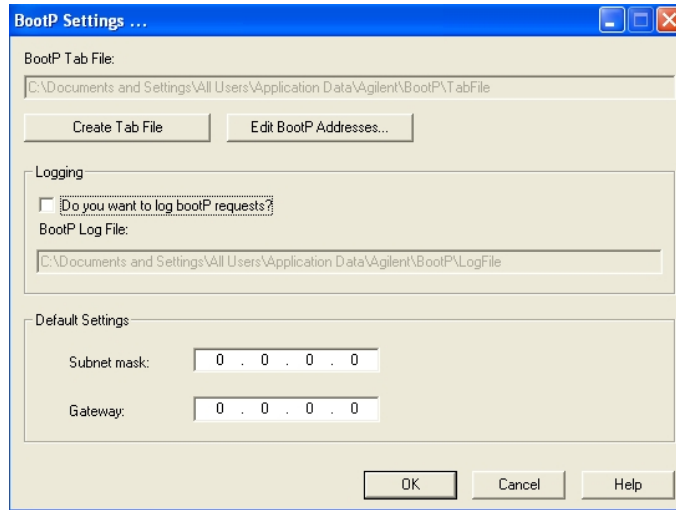 BootP Settings ...
BootP Tab File:
C:\Documents and Settings\All Users\Application Data\Agilent\BootP\TabFile
Create Tab File
Edit BootP Addresses...
Logging
Do you want to log bootP requests?
BootP Log File:
C:\Documents and Settings\All Users\Application Data\Agilent\BootP\LogFile
Default Settings
Subnet mask: 0 . 0 . 0 . 0
Gateway: 0 . 0 . 0 . 0
OK Cancel Help